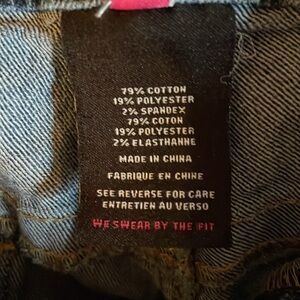 79% COTTON
19% POLYESTER
2% SPANDEX
79% COTON
19% POLYESTER
2% ELASTHANNE
MADE IN CHINA
FABRIQUE EN CHINE
SEE REVERSE FOR CARE
ENTRETIEN AU VERSO
WE SWEAR BY THE FIT